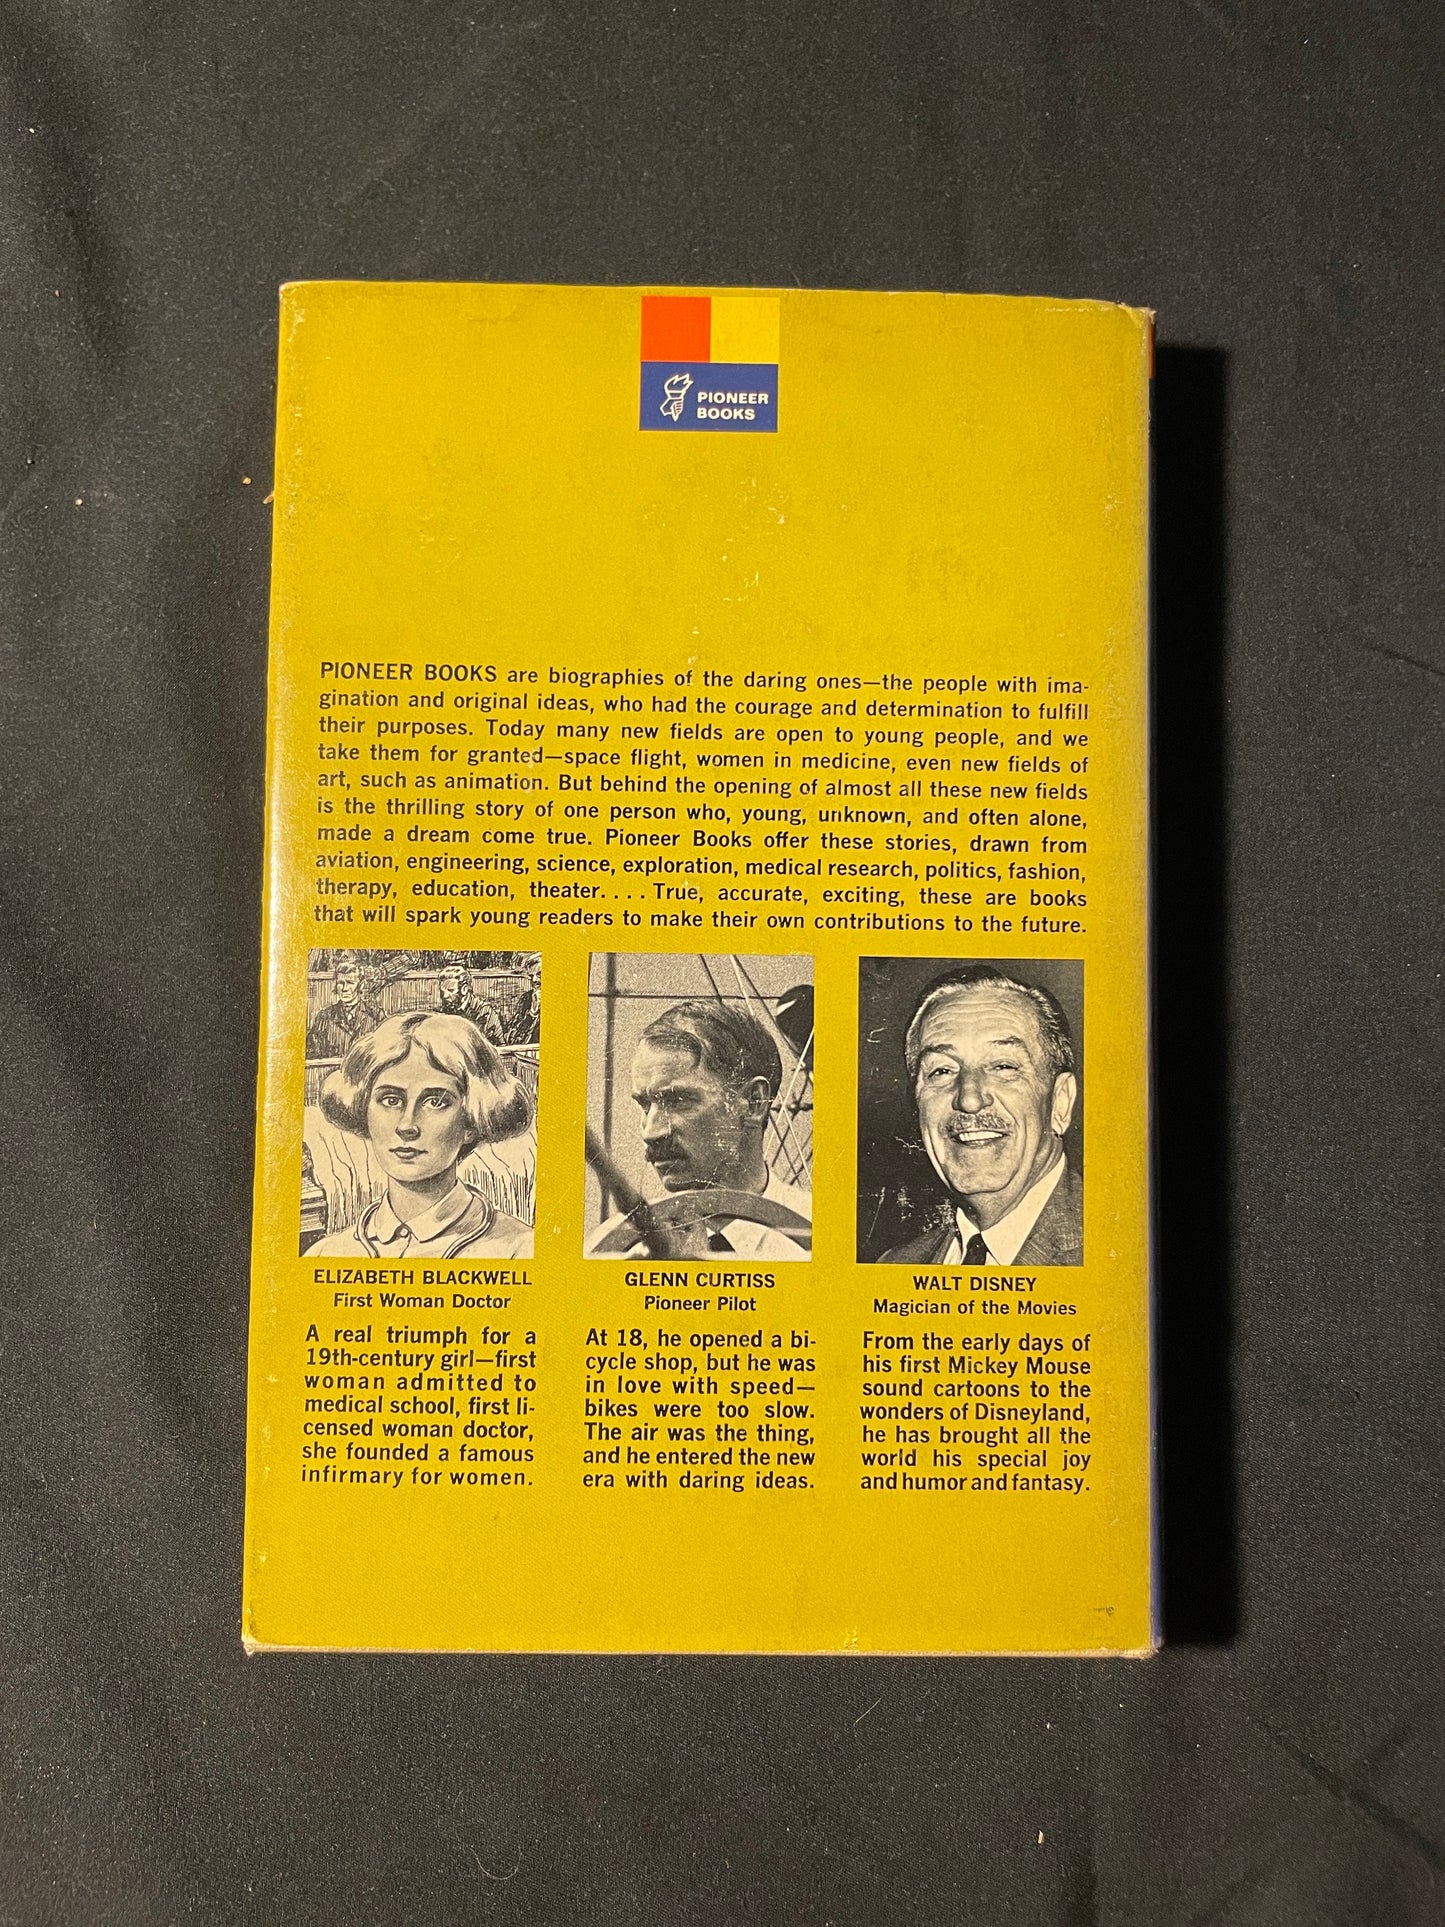 PIONEER
BOOKS
PIONEER BOOKS are biographies of the daring ones—the people with ima-
gination and original ideas, who had the courage and determination to fulfill
their purposes. Today many new fields are open to young people, and we
take them for granted—space flight, women in medicine, even new fields of
art, such as animation. But behind the opening of almost all these new fields
is the thrilling story of one person who, young, unknown, and often alone,
made a dream come true. Pioneer Books offer these stories, drawn from
aviation, engineering, science, exploration, medical research, politics, fashion,
therapy, education, theater. . . . True, accurate, exciting, these are books
that will spark young readers to make their own contributions to the future.
ELIZABETH BLACKWELL
First Woman Doctor
A real triumph for a
19th-century girl—first
woman admitted to
medical school, first li-
censed woman doctor,
she founded a famous
infirmary for women.
GLENN CURTISS
Pioneer Pilot
At 18, he opened a bi-
cycle shop, but he was
in love with speed—
bikes were too slow.
The air was the thing,
and he entered the new
era with daring ideas.
WALT DISNEY
Magician of the Movies
From the early days of
his first Mickey Mouse
sound cartoons to the
wonders of Disneyland,
he has brought all the
world his special joy
and humor and fantasy.